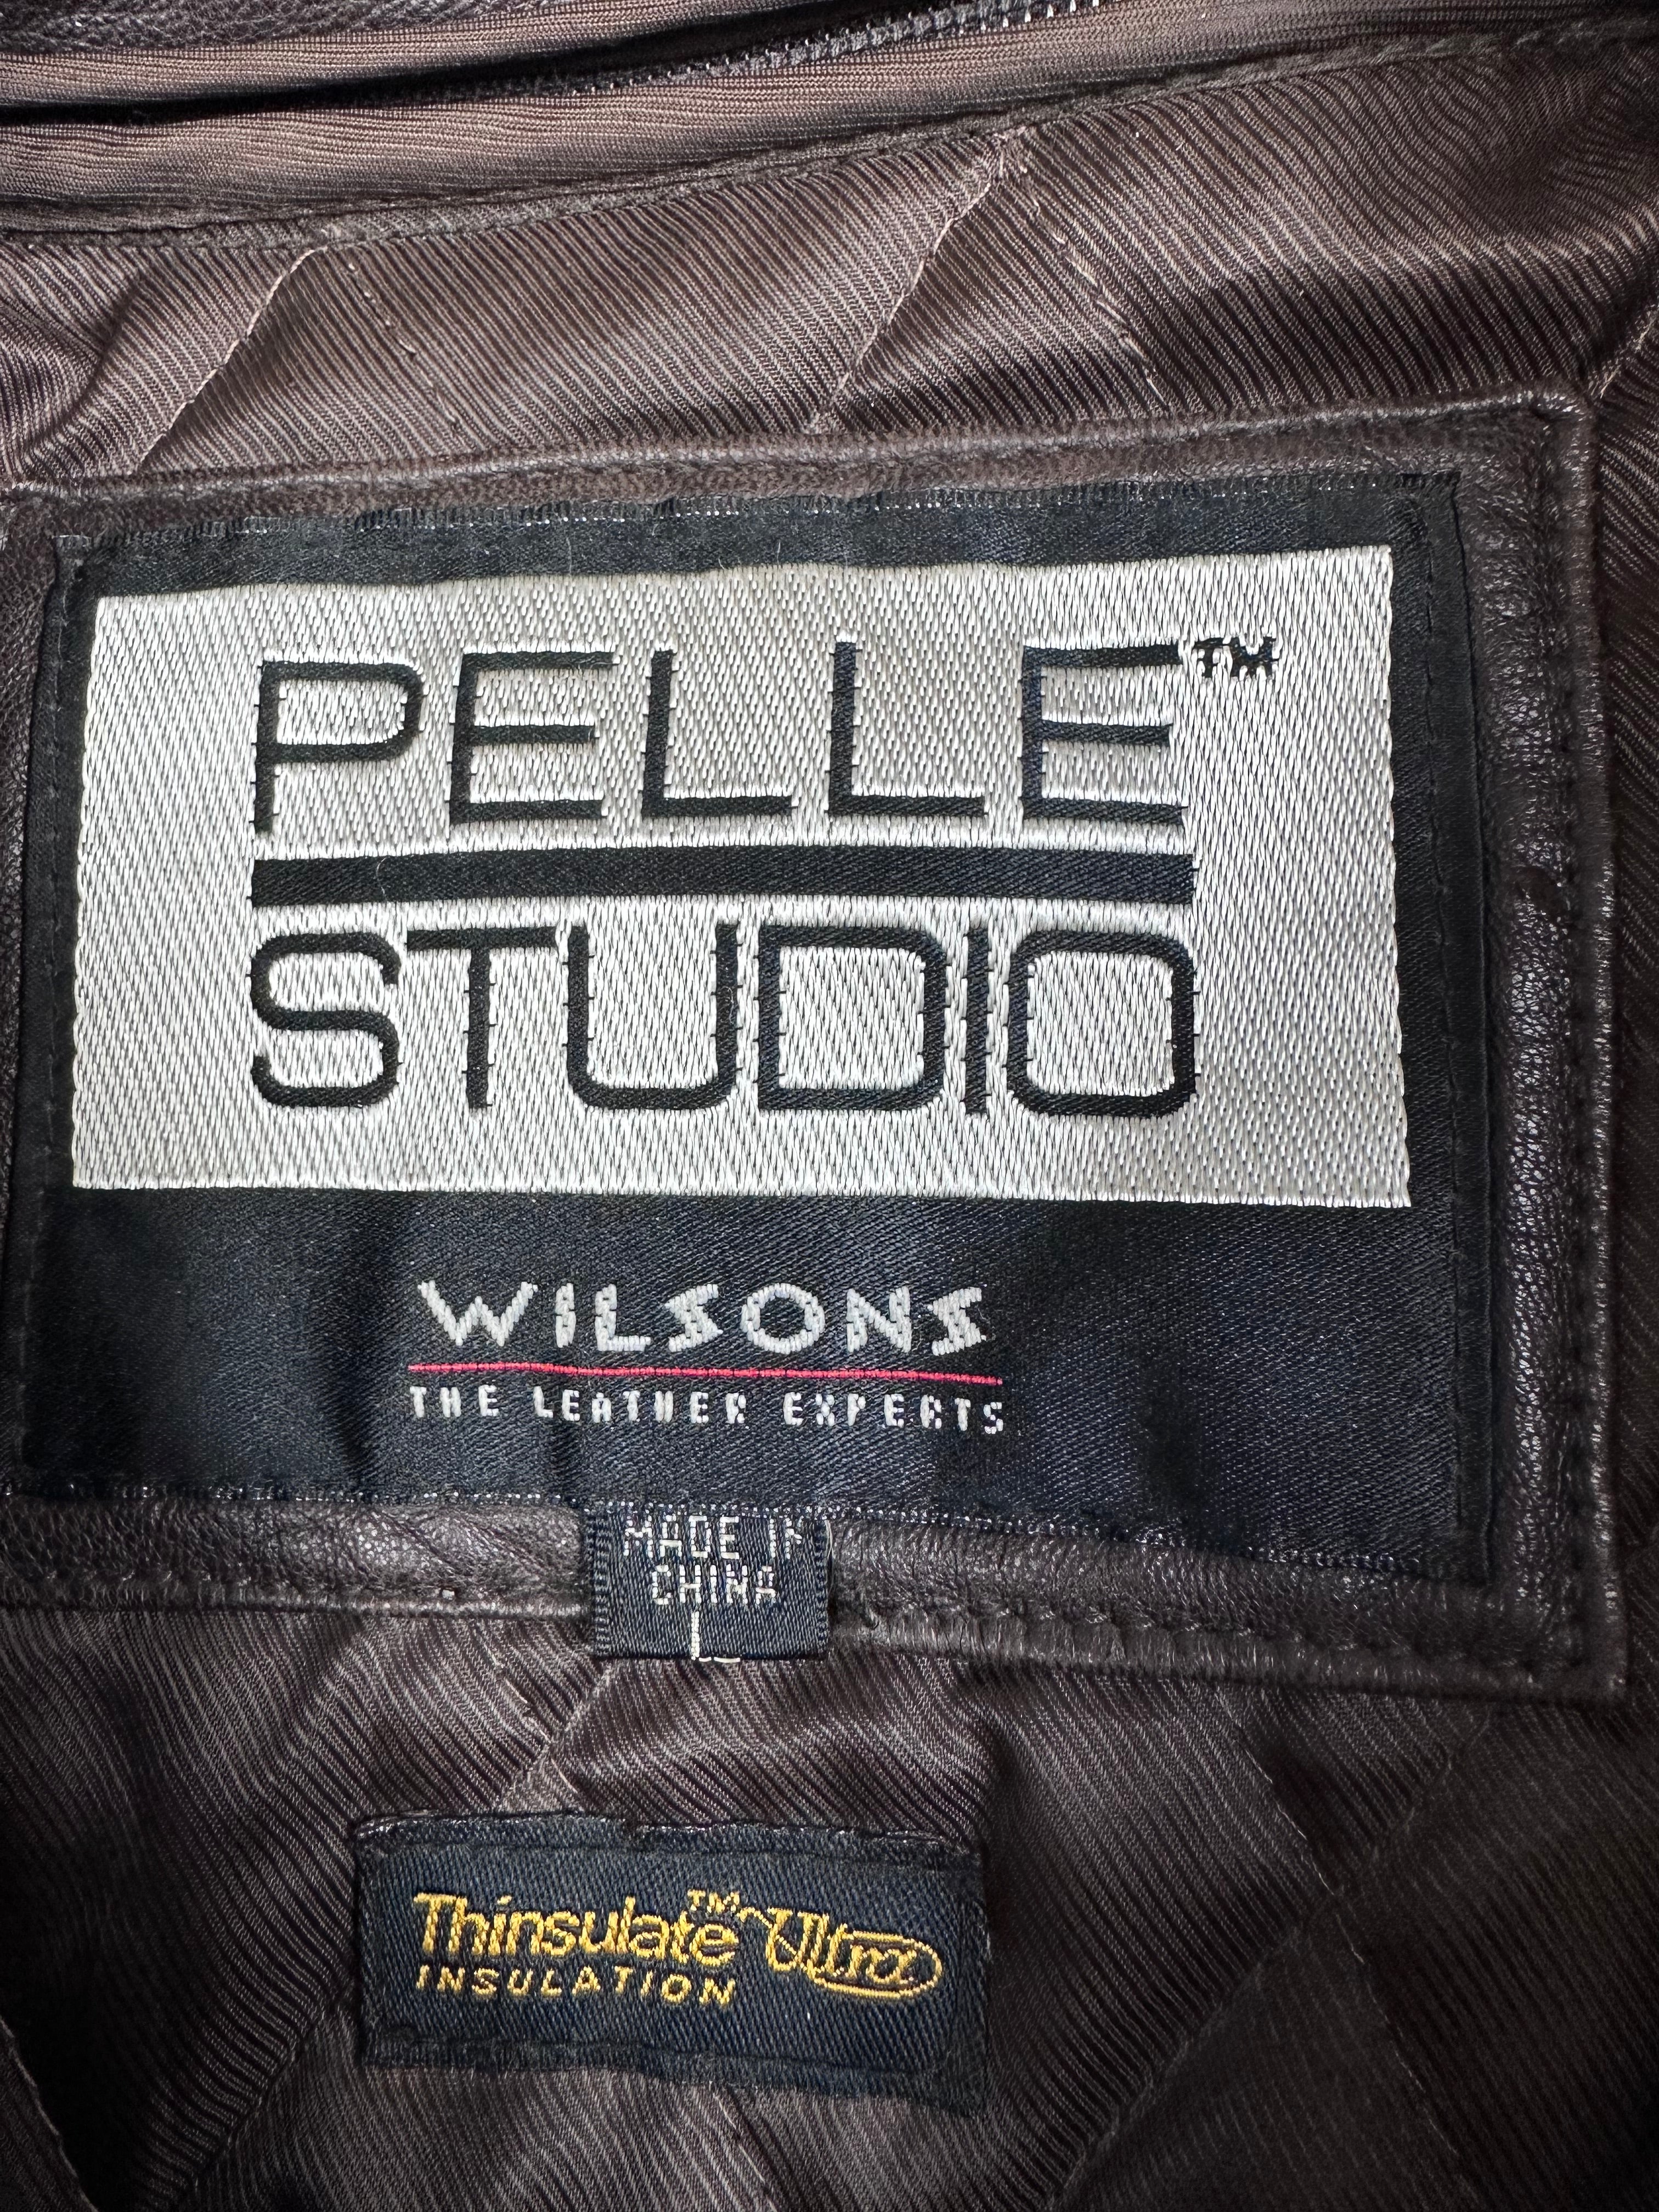 PELLE™
STUDIO
WILSONS
THE LEATHER EXPERTS
MADE IN
CHINA
L
Thinsulate™ Ultra
INSULATION